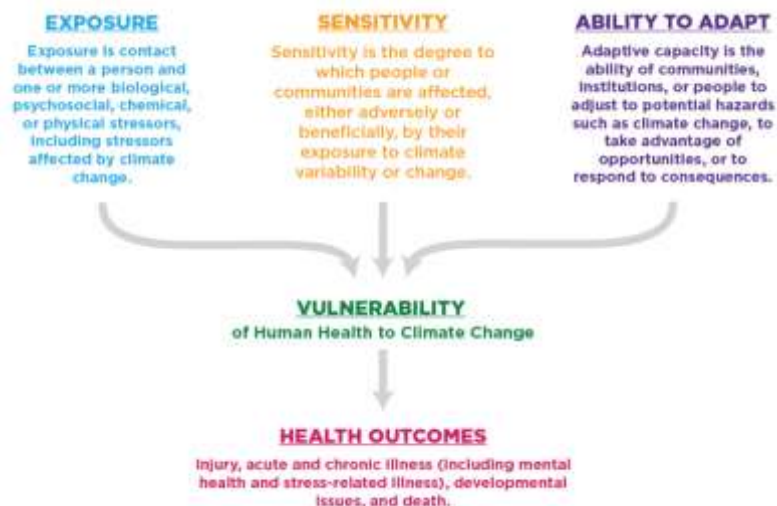 EXPOSURE
Exposure is contact
between a person and
one or more biological,
psychosocial, chemical,
or physical stressors,
including stressors
affected by climate
change.
SENSITIVITY
Sensitivity is the degree to
which people or
communities are affected,
either adversely or
beneficially, by their
exposure to climate
variability or change.
ABILITY TO ADAPT
Adaptive capacity is the
ability of communities,
institutions, or people to
adjust to potential hazards
such as climate change, to
take advantage of
opportunities, or to
respond to consequences.
VULNERABILITY
of Human Health to Climate Change
HEALTH OUTCOMES
Injury, acute and chronic illness (including mental
health and stress-related illness), developmental
issues, and death.